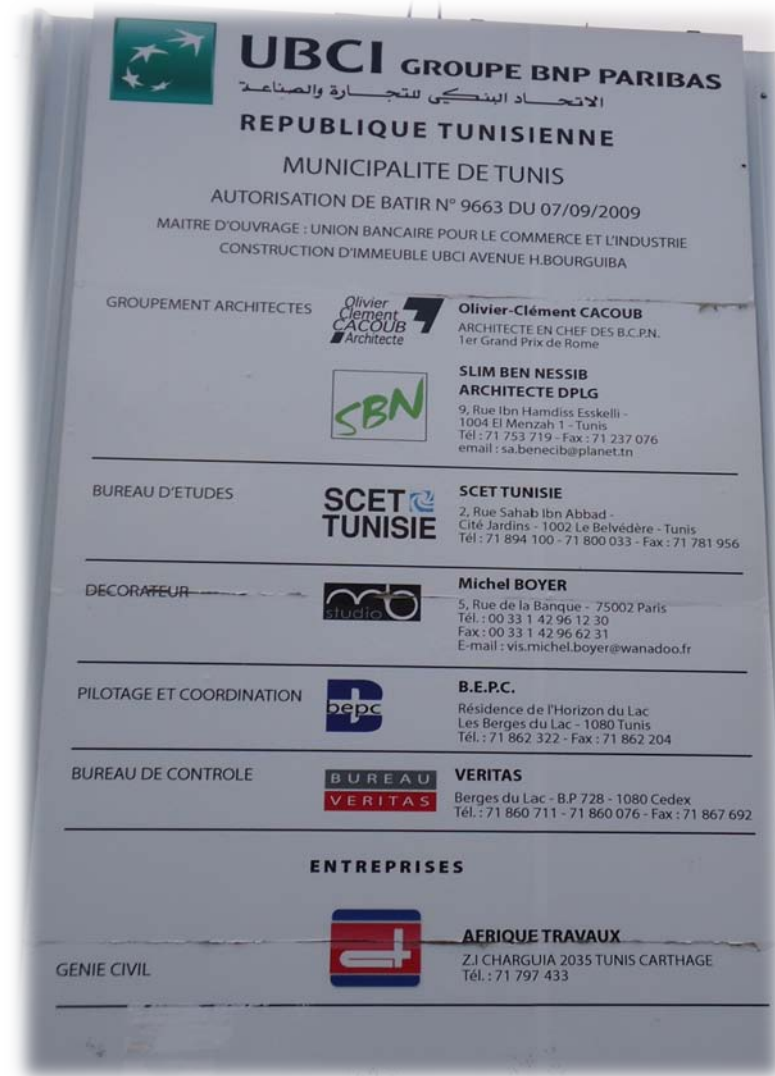 UBCI GROUPE BNP PARIBAS
الاتحــاد البنــكي للتجــارة والصناعــة
REPUBLIQUE TUNISIENNE
MUNICIPALITE DE TUNIS
AUTORISATION DE BATIR N° 9663 DU 07/09/2009
MAITRE D'OUVRAGE : UNION BANCAIRE POUR LE COMMERCE ET L'INDUSTRIE
CONSTRUCTION D'IMMEUBLE UBCI AVENUE H.BOURGUIBA
GROUPEMENT ARCHITECTES
Olivier
Clement
CACOUB
Architecte
Olivier-Clément CACOUB
ARCHITECTE EN CHEF DES B.C.P.N.
1er Grand Prix de Rome
SBN
SLIM BEN NESSIB
ARCHITECTE DPLG
9, Rue Ibn Hamdiss Esskelli -
1004 El Menzah 1 - Tunis
Tél : 71 753 719 - Fax : 71 237 076
email : sa.benecib@planet.tn
BUREAU D'ETUDES
SCET
TUNISIE
SCET TUNISIE
2, Rue Sahab Ibn Abbad -
Cité Jardins - 1002 Le Belvédère - Tunis
Tél : 71 894 100 - 71 800 033 - Fax : 71 781 956
DECORATEUR
mb
studio
Michel BOYER
5, Rue de la Banque - 75002 Paris
Tél. : 00 33 1 42 96 12 30
Fax : 00 33 1 42 96 62 31
E-mail : vis.michel.boyer@wanadoo.fr
PILOTAGE ET COORDINATION
bepc
B.E.P.C.
Résidence de l'Horizon du Lac
Les Berges du Lac - 1080 Tunis
Tél. : 71 862 322 - Fax : 71 862 204
BUREAU DE CONTROLE
BUREAU
VERITAS
VERITAS
Berges du Lac - B.P 728 - 1080 Cedex
Tél. : 71 860 711 - 71 860 076 - Fax : 71 867 692
ENTREPRISES
GENIE CIVIL
AFRIQUE TRAVAUX
Z.I CHARGUIA 2035 TUNIS CARTHAGE
Tél. : 71 797 433